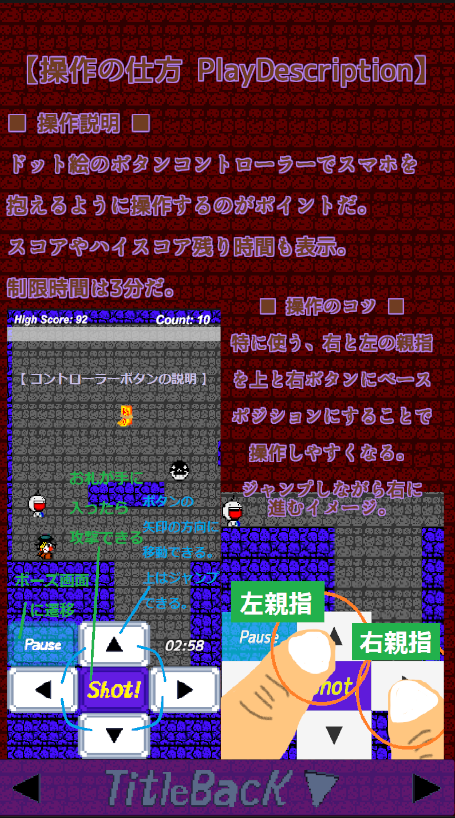 【操作の仕方 PlayDescription】
■ 操作説明 ■
ドット絵のボタンコントローラーでスマホを
抱えるように操作するのがポイントだ。
スコアやハイスコア残り時間も表示。
制限時間は3分だ。
■ 操作のコツ ■
特に使う、右と左の親指
を上と右ボタンにベース
ポジションにすることで
操作しやすくなる。
ジャンプしながら右に
進むイメージ。
High Score: 92 Count: 10
【 コントローラーボタンの説明 】
お札が手に
入ったら
攻撃できる
ボタンの
矢印の方向に
移動できる。
上はジャンプ
できる。
ポーズ画面
に遷移
Pause
02:58
▲
◀ Shot! ▶
▼
左親指
右親指
Pause
▲
Shot
▼
◀ TitleBacK ▼ ▶